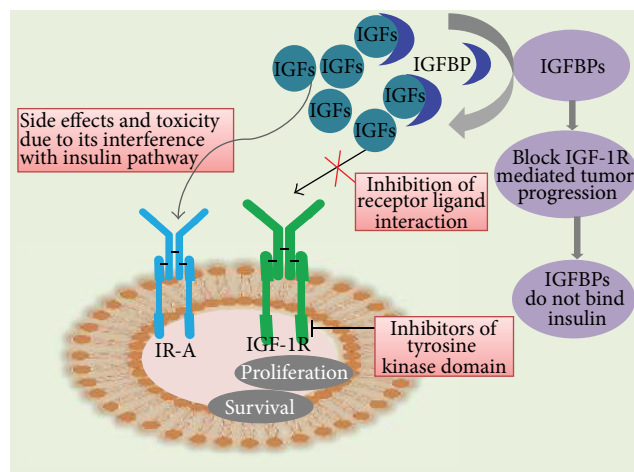 IGFs
IGFs
IGFs
IGFs
IGFs
IGFs
IGFBP
IGFBPs
Side effects and toxicity
due to its interference
with insulin pathway
Inhibition of
receptor ligand
interaction
Block IGF-1R
mediated tumor
progression
IGFBPs
do not bind
insulin
IR-A
IGF-1R
Inhibitors of
tyrosine
kinase domain
Proliferation
Survival